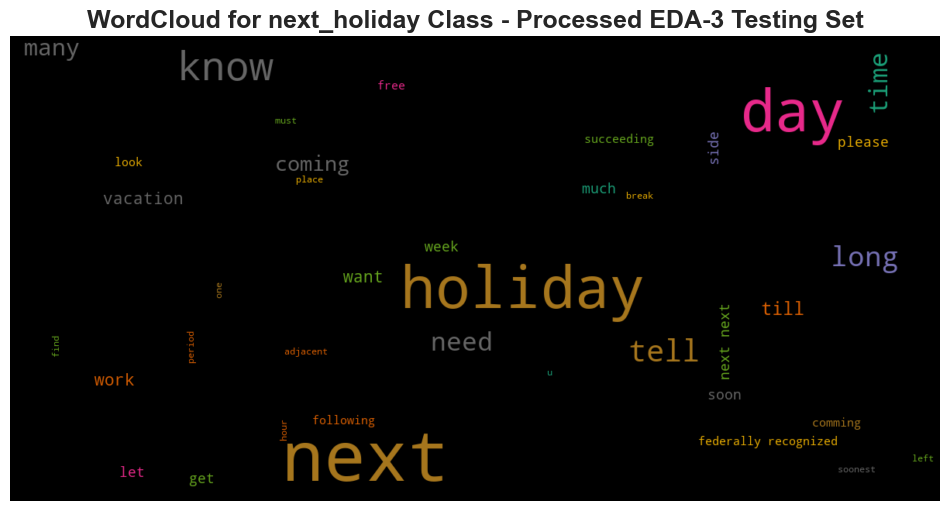 WordCloud for next_holiday Class - Processed EDA-3 Testing Set
many
know
free
day
time
must
succeeding
side
please
look
coming
place
vacation
much
break
week
long
want
holiday
one
till
need
tell
next next
find
period
adjacent
work
u
soon
following
hour
comming
federally recognized
next
let
get
left
soonest